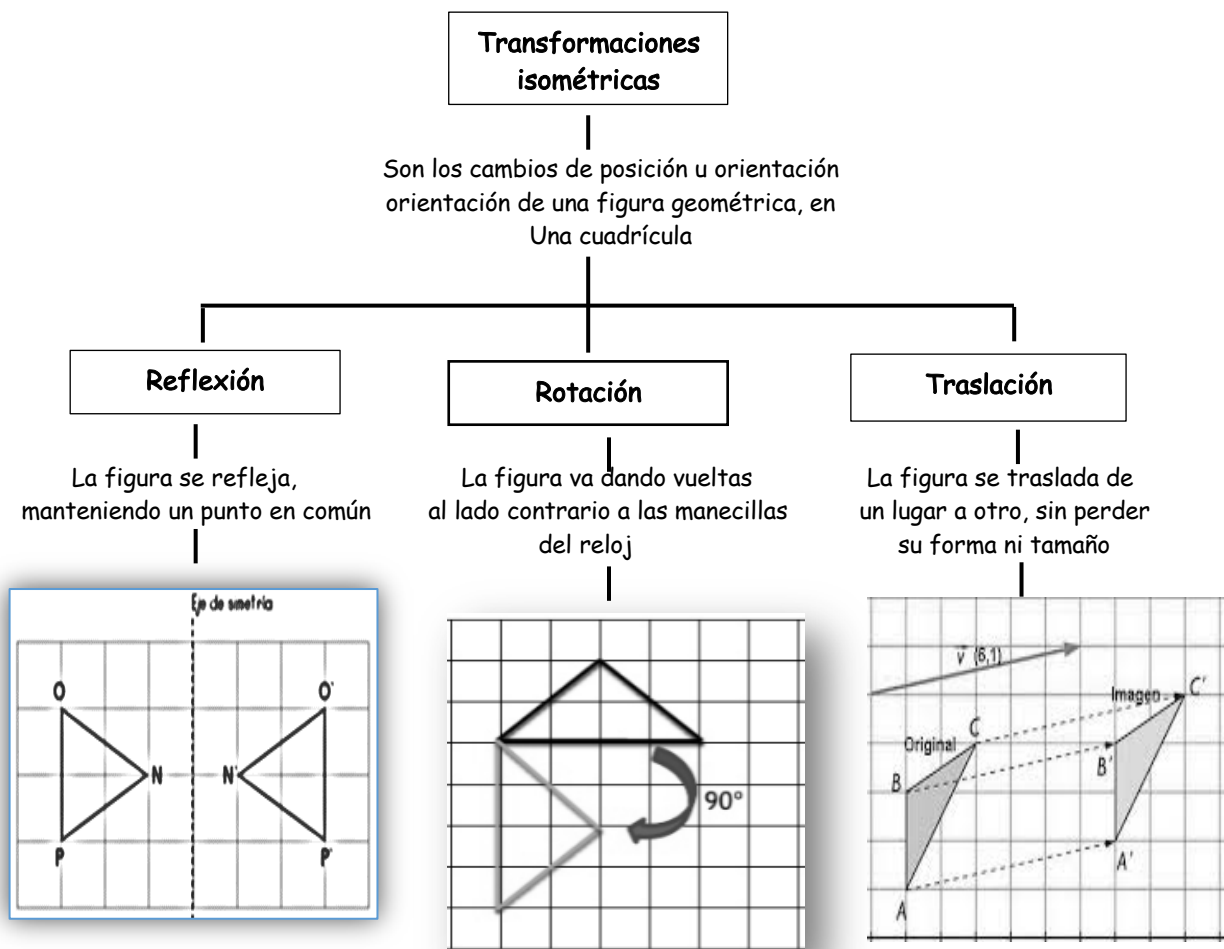 Transformaciones
isométricas
Son los cambios de posición u orientación
orientación de una figura geométrica, en
Una cuadrícula
Reflexión
Rotación
Traslación
La figura se refleja,
manteniendo un punto en común
La figura va dando vueltas
al lado contrario a las manecillas
del reloj
La figura se traslada de
un lugar a otro, sin perder
su forma ni tamaño
Eje de simetría
O
O'
N
N'
P
P'
90°
v (6,1)
Imagen
C'
Original
C
B
B'
A'
A